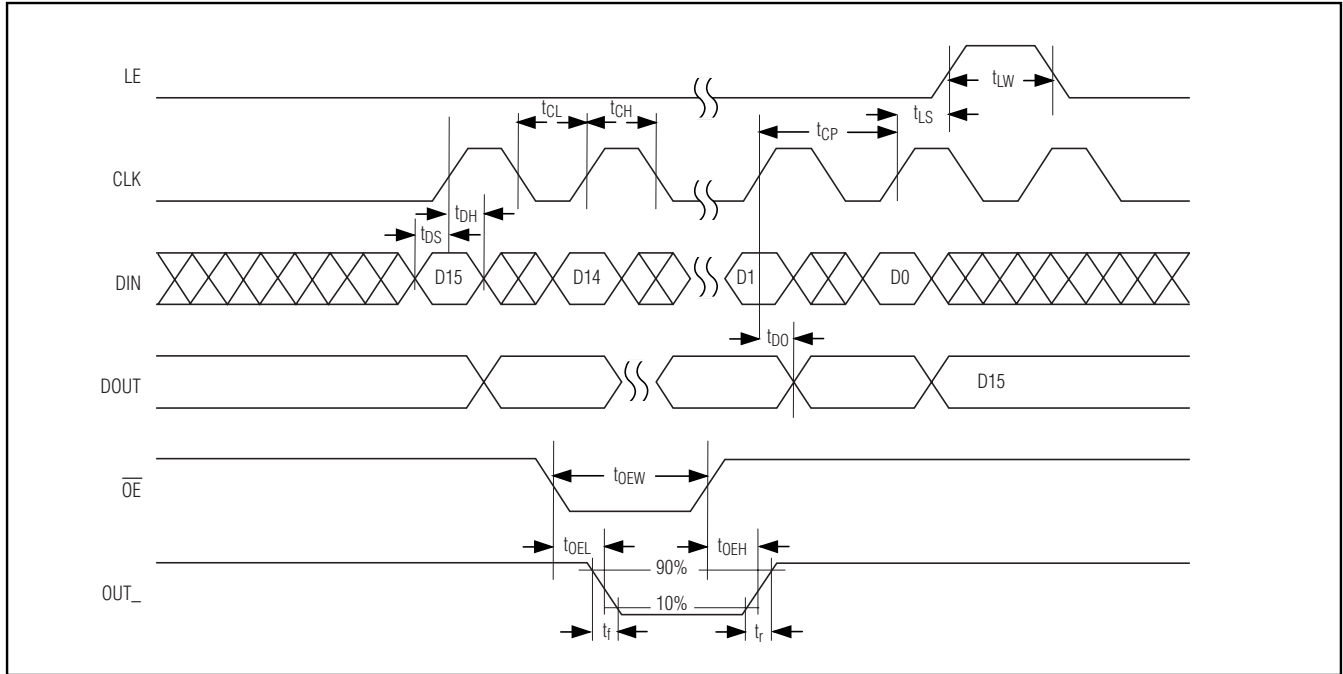 LE
tLW
tCL
tCH
tLS
tCP
CLK
tDH
tDS
DIN
D15
D14
D1
D0
tDO
DOUT
D15
tOEW
OE
tOEL
tOEH
90%
OUT_
10%
tf
tr